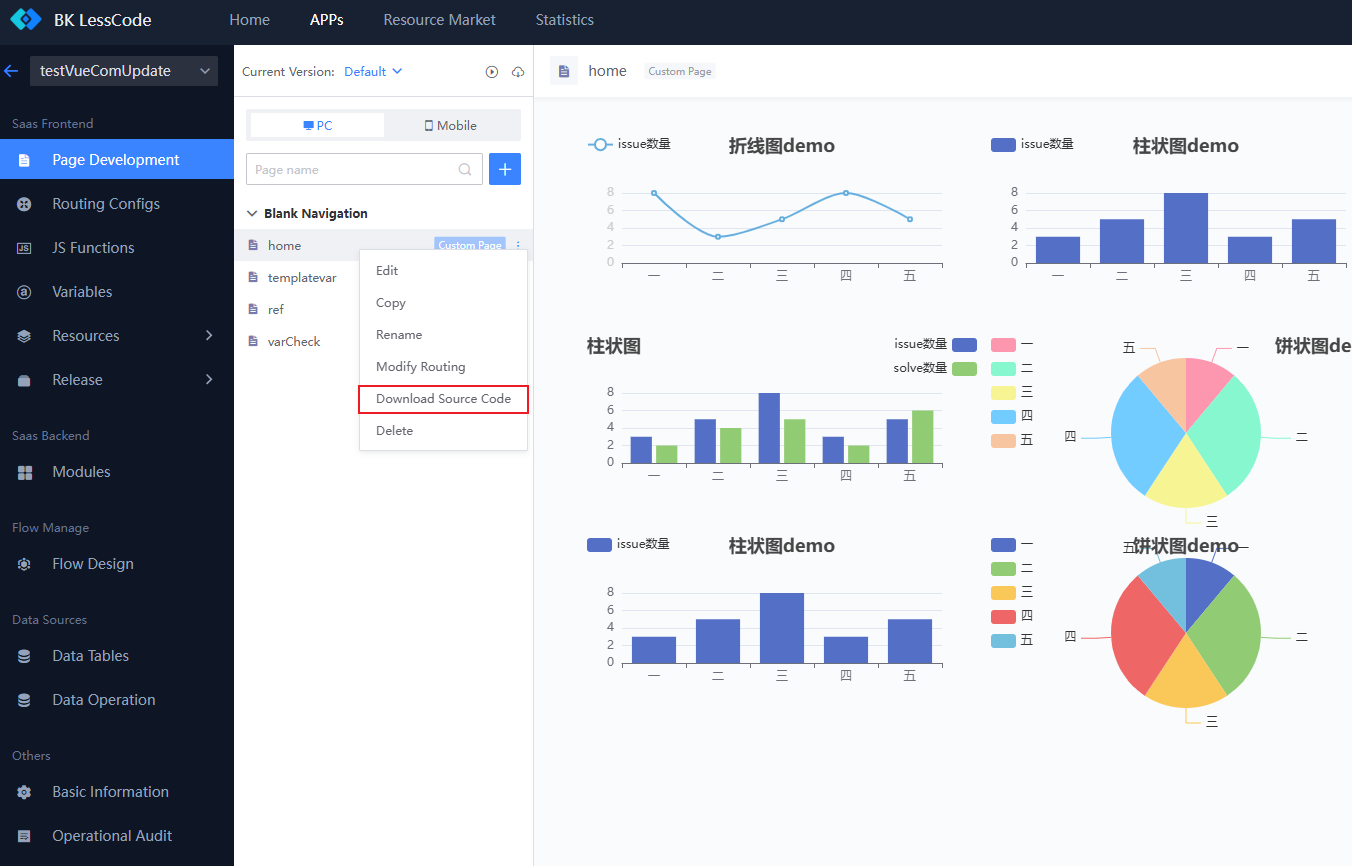 BK LessCode
Home
APPs
Resource Market
Statistics
testVueComUpdate
Saas Frontend
Page Development
Routing Configs
JS Functions
Variables
Resources
Release
Saas Backend
Modules
Flow Manage
Flow Design
Data Sources
Data Tables
Data Operation
Others
Basic Information
Operational Audit
Current Version: Default
PC
Mobile
Page name
Blank Navigation
home
Custom Page
templatevar
ref
varCheck
Edit
Copy
Rename
Modify Routing
Download Source Code
Delete
home
Custom Page
issue数量
折线图demo
8
6
4
2
0
一 二 三 四 五
issue数量
柱状图demo
8
6
4
2
0
一 二 三 四 五
柱状图
issue数量
solve数量
8
6
4
2
0
一 二 三 四 五
一
二
三
四
五
饼状图de
五
一
四
二
三
issue数量
柱状图demo
8
6
4
2
0
一 二 三 四 五
一
二
三
四
五
饼状图demo
五
一
四
二
三